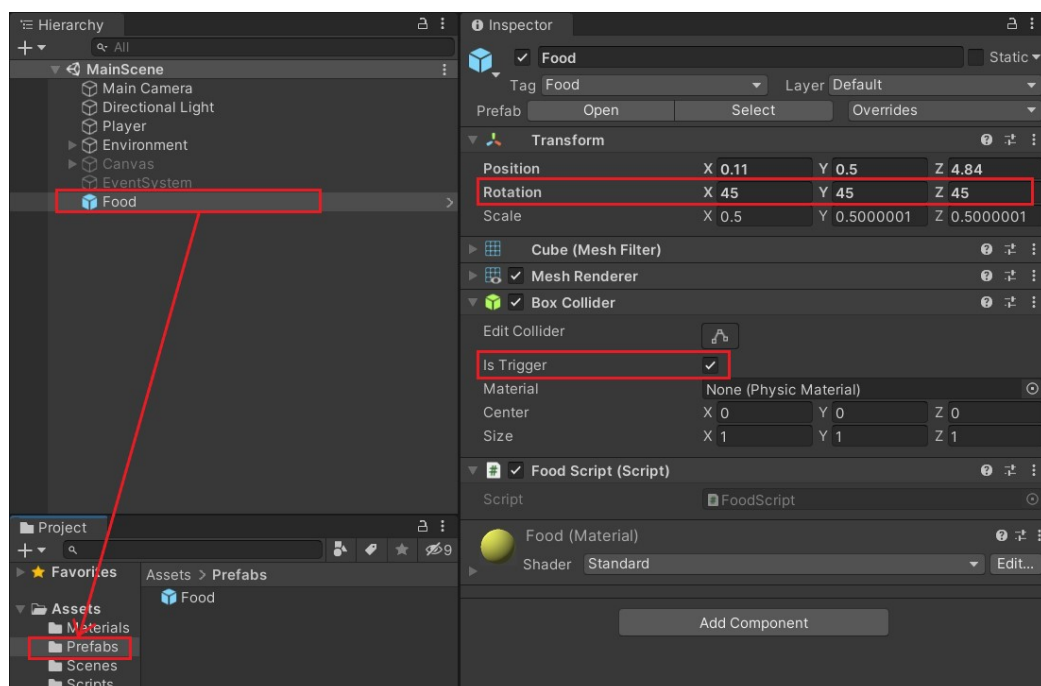 Hierarchy
All
MainScene
Main Camera
Directional Light
Player
Environment
Canvas
EventSystem
Food
Project
9
Favorites
Assets > Prefabs
Food
Assets
Materials
Prefabs
Scenes
Scripts
Inspector
Food Static
Tag Food Layer Default
Prefab Open Select Overrides
Transform
Position X 0.11 Y 0.5 Z 4.84
Rotation X 45 Y 45 Z 45
Scale X 0.5 Y 0.5000001 Z 0.5000001
Cube (Mesh Filter)
Mesh Renderer
Box Collider
Edit Collider
Is Trigger
Material None (Physic Material)
Center X 0 Y 0 Z 0
Size X 1 Y 1 Z 1
Food Script (Script)
Script FoodScript
Food (Material)
Shader Standard Edit...
Add Component